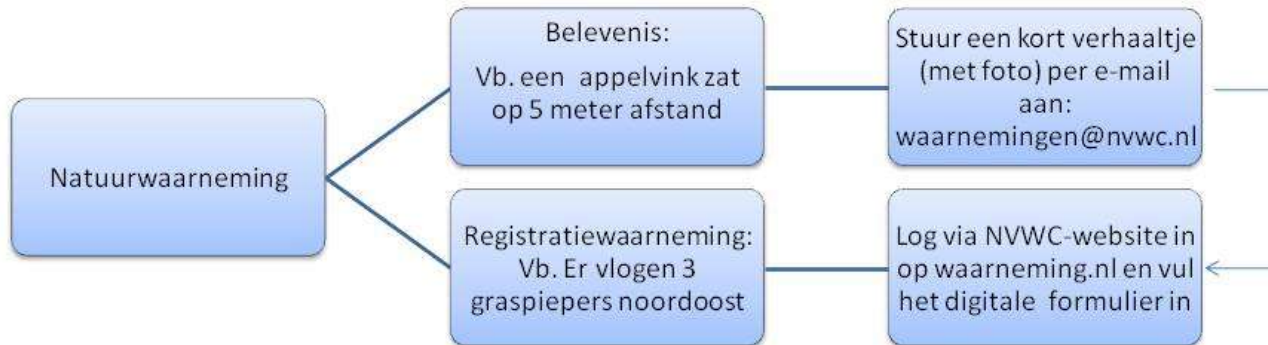 Natuurwaarneming
Belevenis:
Vb. een appelvink zat
op 5 meter afstand
Stuur een kort verhaaltje
(met foto) per e-mail
aan:
waarnemingen@nvwc.nl
Registratiewaarneming:
Vb. Er vlogen 3
graspiepers noordoost
Log via NVWC-website in
op waarneming.nl en vul
het digitale formulier in